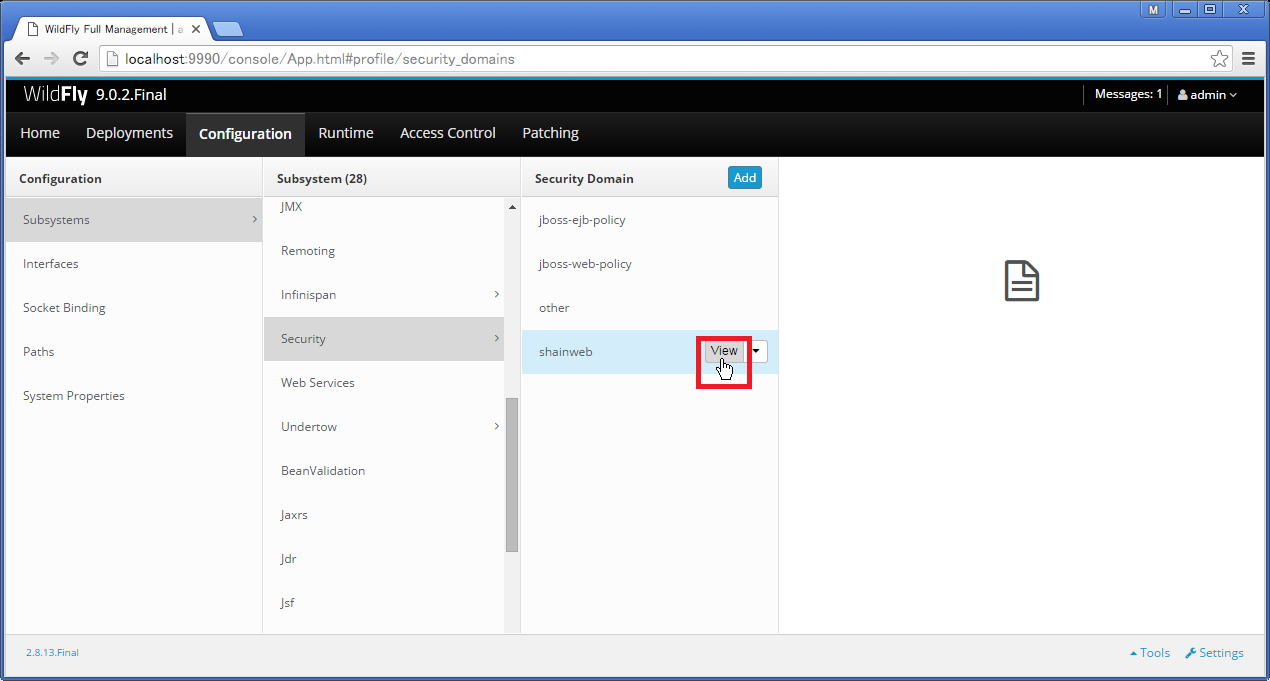 M
WildFly Full Management | a
localhost:9990/console/App.html#profile/security_domains
WildFly 9.0.2.Final
Messages: 1
admin
Home Deployments Configuration Runtime Access Control Patching
Configuration
Subsystems
Interfaces
Socket Binding
Paths
System Properties
Subsystem (28)
JMX
Remoting
Infinispan
Security
Web Services
Undertow
BeanValidation
Jaxrs
Jdr
Jsf
Security Domain
Add
jboss-ejb-policy
jboss-web-policy
other
shainweb
View
2.8.13.Final
Tools
Settings